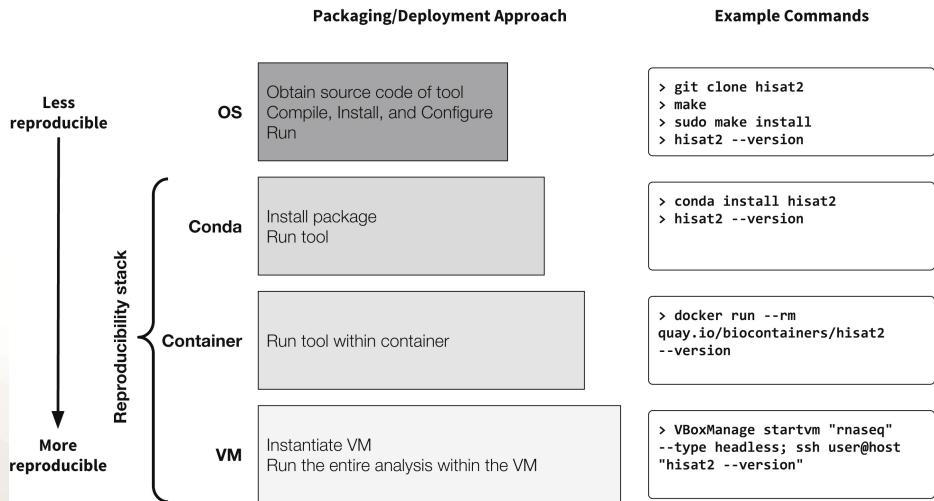 Packaging/Deployment Approach
Example Commands
Less
reproducible
More
reproducible
Reproducibility stack
OS
Obtain source code of tool
Compile, Install, and Configure
Run
> git clone hisat2
> make
> sudo make install
> hisat2 --version
Conda
Install package
Run tool
> conda install hisat2
> hisat2 --version
Container
Run tool within container
> docker run --rm
quay.io/biocontainers/hisat2
--version
VM
Instantiate VM
Run the entire analysis within the VM
> VBoxManage startvm "rnaseq"
--type headless; ssh user@host
"hisat2 --version"